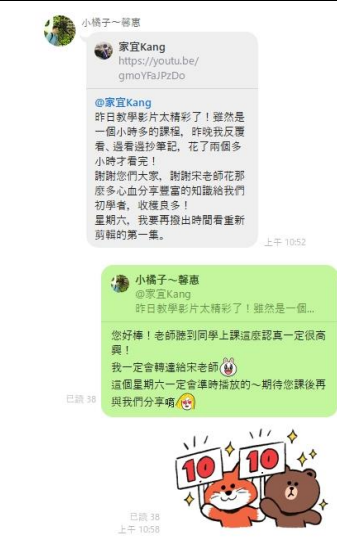 小橘子～馨惠
家宜Kang
https://youtu.be/
gmoYFaJPzDo
@家宜Kang
昨日教學影片太精彩了！雖然是
一個小時多的課程，昨晚我反覆
看、邊看邊抄筆記，花了兩個多
小時才看完！
謝謝您們大家，謝謝宋老師花那
麼多心血分享豐富的知識給我們
初學者，收穫良多！
星期六，我要再撥出時間看重新
剪輯的第一集。
上午 10:52
小橘子～馨惠
@家宜Kang
昨日教學影片太精彩了！雖然是一個...
您好棒！老師聽到同學上課這麼認真一定很高
興！
我一定會轉達給宋老師
這個星期六一定會準時播放的～期待您課後再
與我們分享唷
已讀 38
10 10
已讀 38
上午 10:58